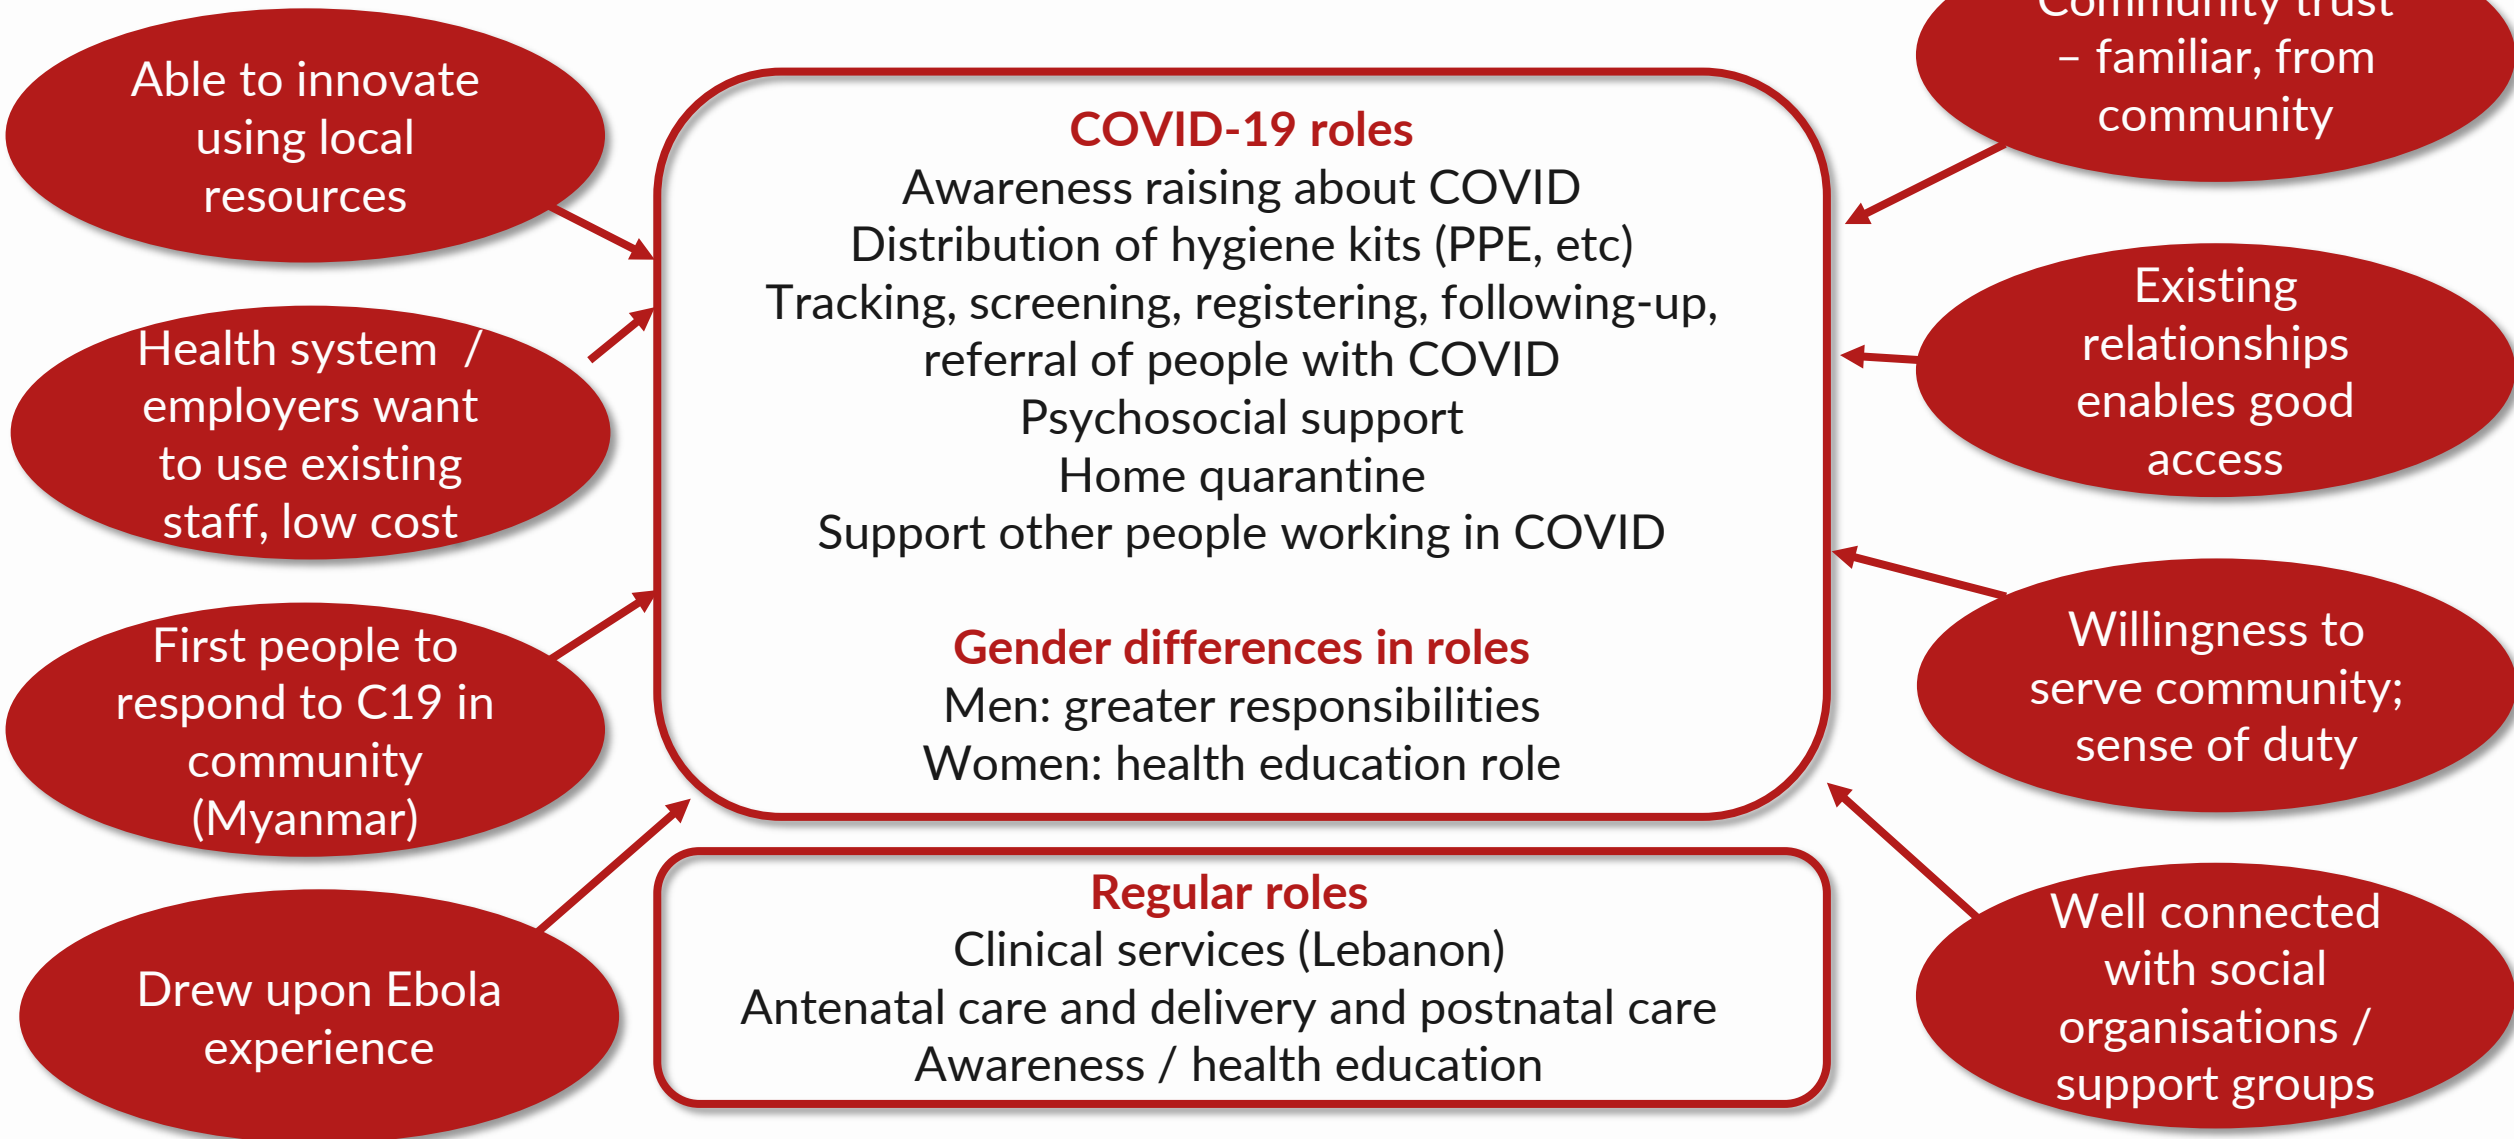 Able to innovate
using local
resources
Health system /
employers want
to use existing
staff, low cost
First people to
respond to C19 in
community
(Myanmar)
Drew upon Ebola
experience
COVID-19 roles
Awareness raising about COVID
Distribution of hygiene kits (PPE, etc)
Tracking, screening, registering, following-up,
referral of people with COVID
Psychosocial support
Home quarantine
Support other people working in COVID
Gender differences in roles
Men: greater responsibilities
Women: health education role
Regular roles
Clinical services (Lebanon)
Antenatal care and delivery and postnatal care
Awareness / health education
Community trust
– familiar, from
community
Existing
relationships
enables good
access
Willingness to
serve community;
sense of duty
Well connected
with social
organisations /
support groups